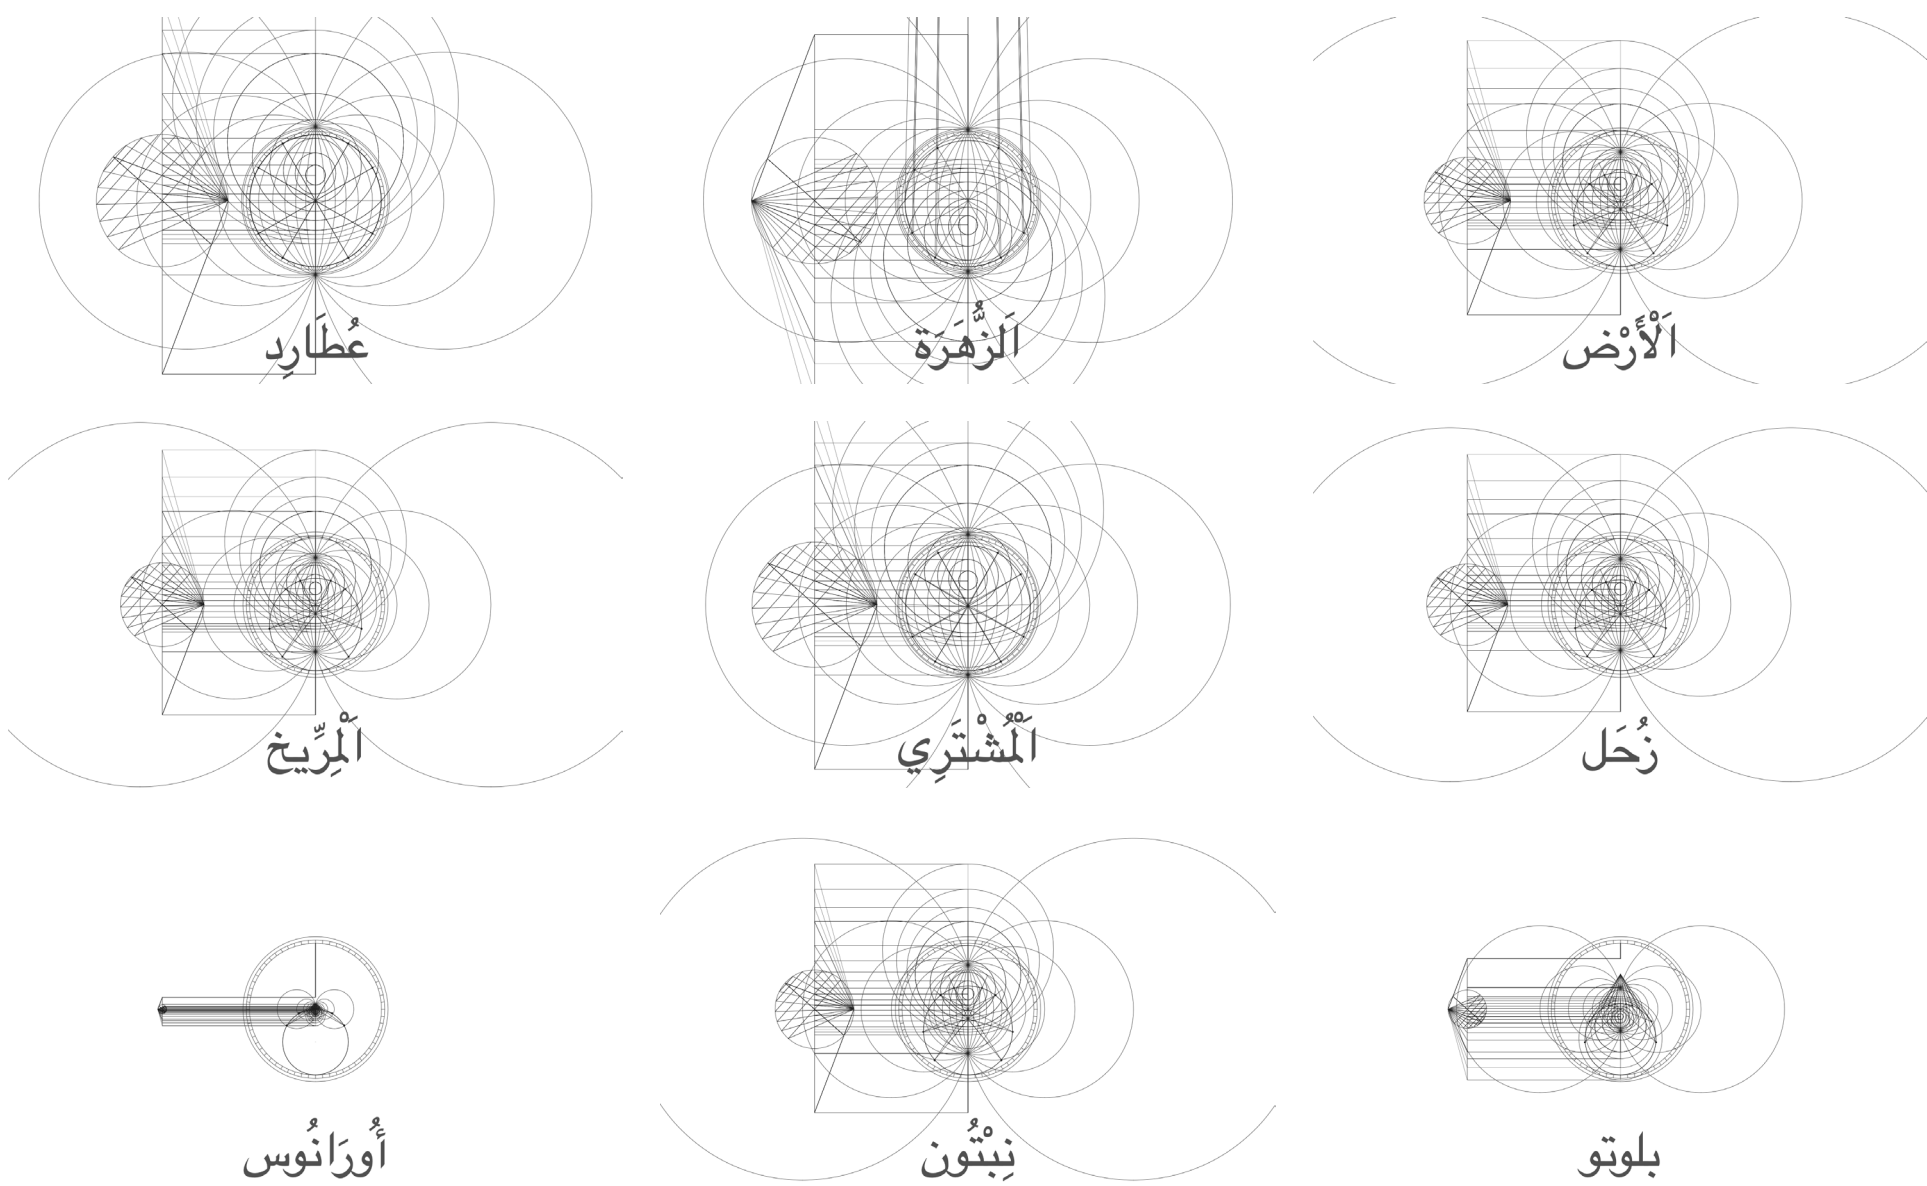 عُطَارِد
اَلزُّهَرَة
اَلْأَرْض
اَلْمِرِّيخ
اَلْمُشْتَرِي
زُحَل
أُورَانُوس
نِبْتُون
بلوتو